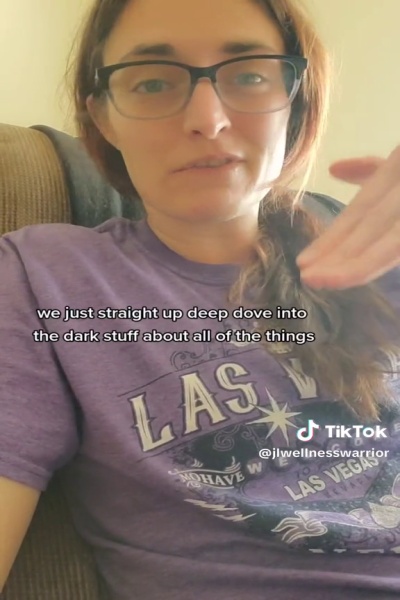 we just straight up deep dove into
the dark stuff about all of the things
LAS V
TikTok
@jlwellnesswarrior
MOHAVE
LAS VEGAS